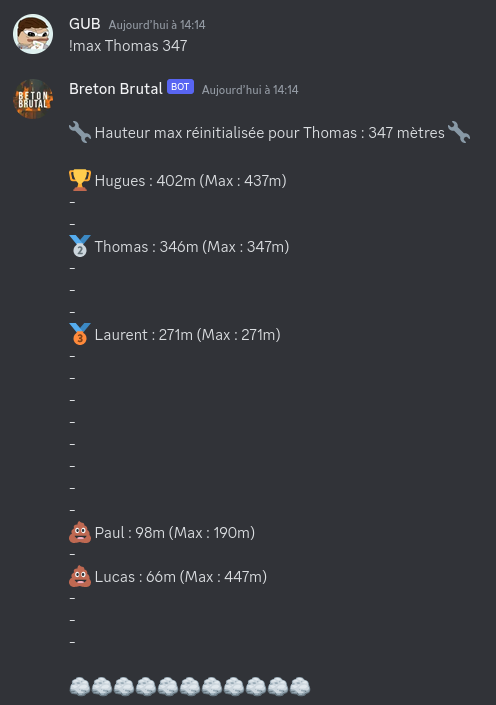 GUB Aujourd'hui à 14:14
!max Thomas 347
BETON
BRUTAL
Breton Brutal BOT Aujourd'hui à 14:14
🔧 Hauteur max réinitialisée pour Thomas : 347 mètres 🔧
🏆 Hugues : 402m (Max : 437m)
-
-
🥈 Thomas : 346m (Max : 347m)
-
-
-
🥉 Laurent : 271m (Max : 271m)
-
-
-
-
-
-
-
-
💩 Paul : 98m (Max : 190m)
-
💩 Lucas : 66m (Max : 447m)
-
-
-